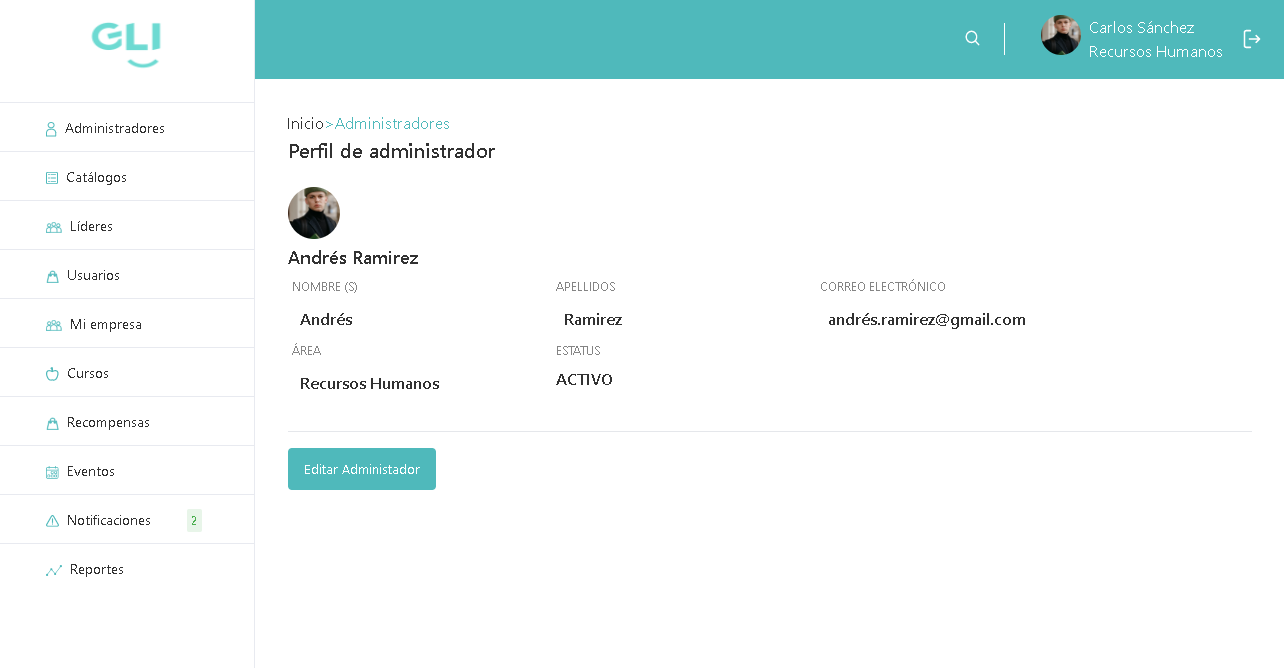 GLI
Carlos Sánchez
Recursos Humanos
Administradores
Catálogos
Líderes
Usuarios
Mi empresa
Cursos
Recompensas
Eventos
Notificaciones 2
Reportes
Inicio>Administradores
Perfil de administrador
Andrés Ramirez
NOMBRE (S) APELLIDOS CORREO ELECTRÓNICO
Andrés Ramirez andrés.ramirez@gmail.com
ÁREA ESTATUS
Recursos Humanos ACTIVO
Editar Administador